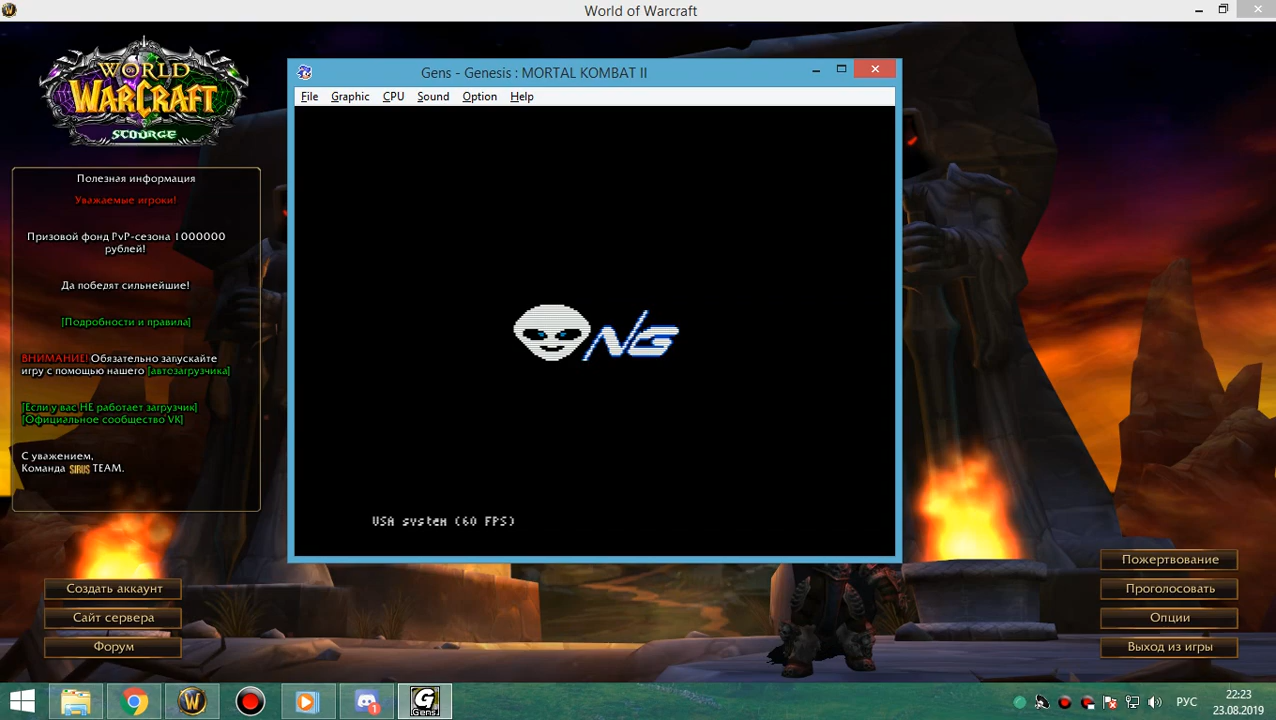 World of Warcraft
WORLD
WARCRAFT
SCOURGE
Полезная информация
Уважаемые игроки!
Призовой фонд PvP-сезона 1000000
рублей!
Да победят сильнейшие!
[Подробности и правила]
ВНИМАНИЕ! Обязательно запускайте
игру с помощью нашего [автозагрузчика]
[Если у вас НЕ работает загрузчик]
[Официальное сообщество VK]
С уважением,
Команда SIRUS TEAM.
Создать аккаунт
Сайт сервера
Форум
Gens - Genesis : MORTAL KOMBAT II
File Graphic CPU Sound Option Help
USA system (60 FPS)
Пожертвование
Проголосовать
Опции
Выход из игры
W
1
G
Gens
РУС
22:23
23.08.2019